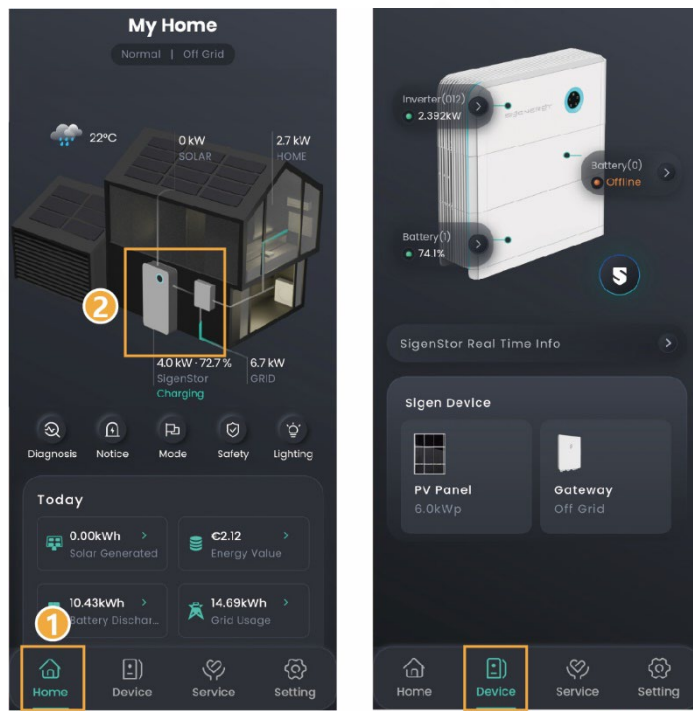 My Home
Normal | Off Grid
22°C
0 kW
SOLAR
2.7 kW
HOME
2
4.0 kW · 72.7 %
SigenStor
Charging
6.7 kW
GRID
Diagnosis
Notice
Mode
Safety
Lighting
Today
0.00kWh
Solar Generated
€2.12
Energy Value
10.43kWh
Battery Dischar...
14.69kWh
Grid Usage
1
Home
Device
Service
Setting
Inverter(012)
2.392kW
Battery(0)
Offline
Battery(1)
74.1%
SigenStor Real Time Info
Sigen Device
PV Panel
6.0kWp
Gateway
Off Grid
Home
Device
Service
Setting